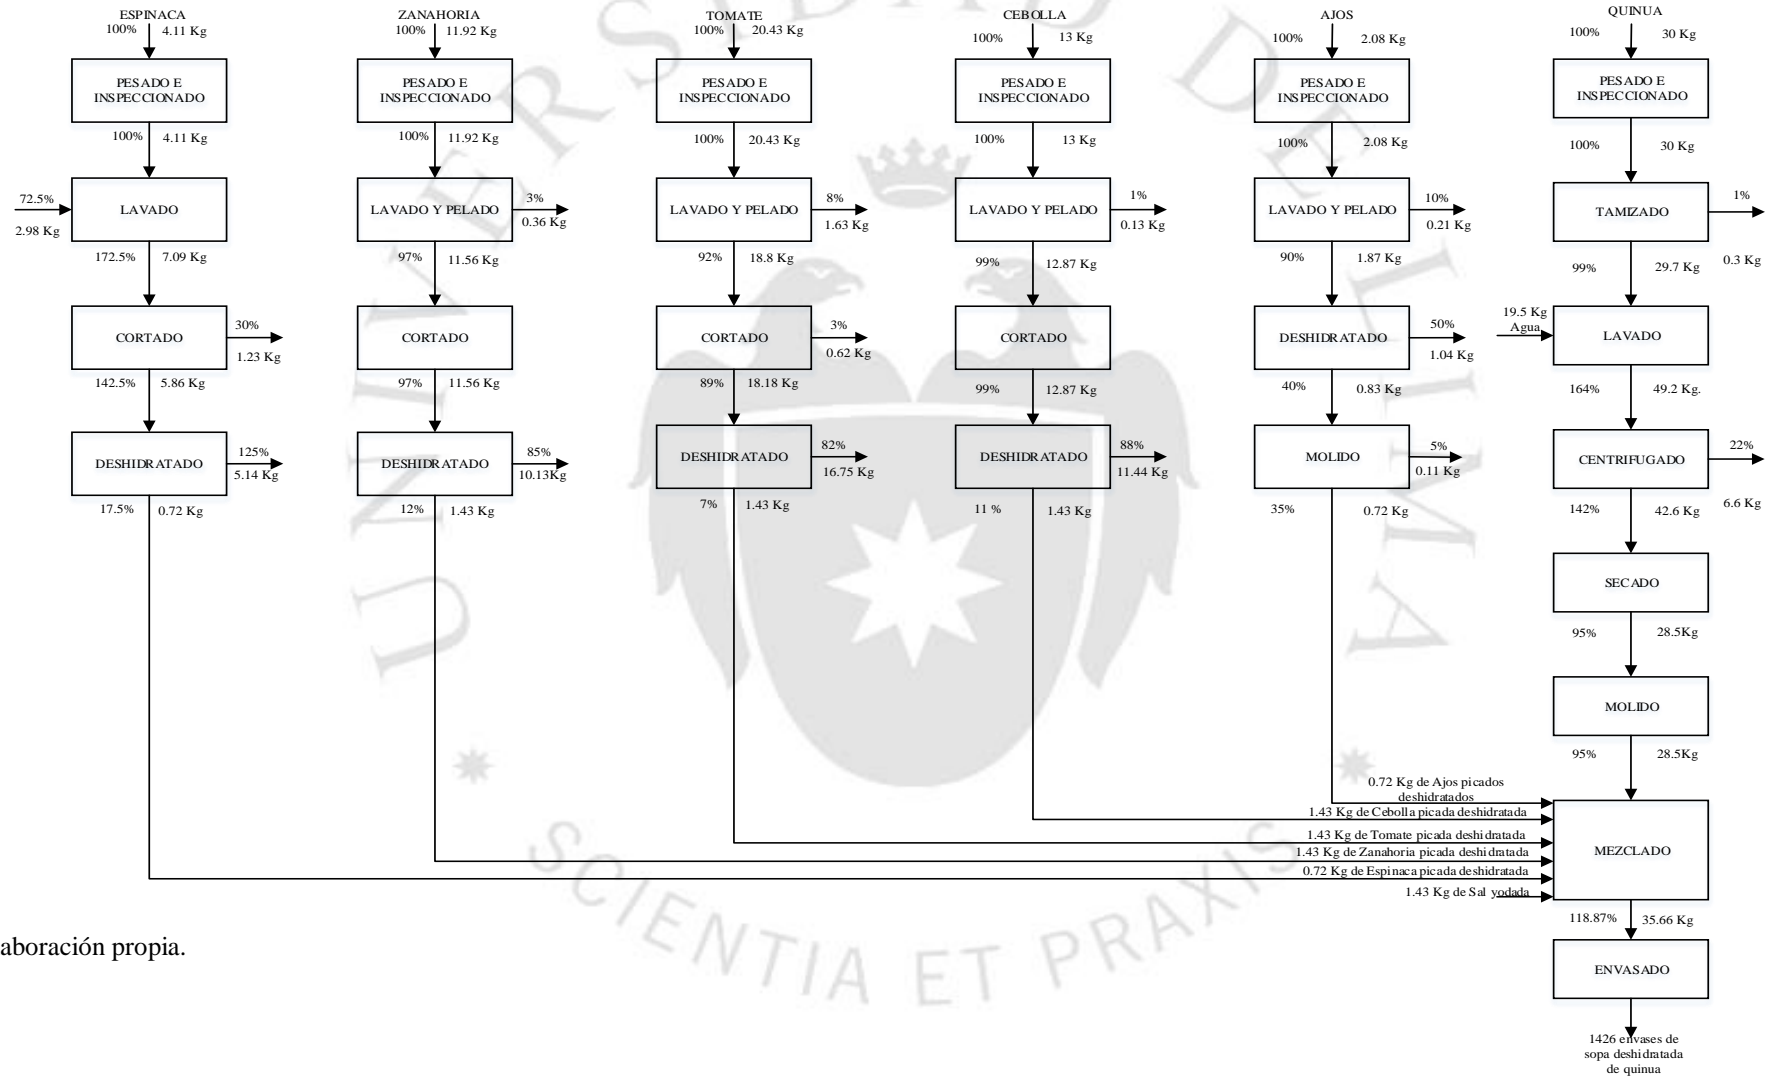 ESPINACA
100% 4.11 Kg
PESADO E
INSPECCIONADO
100% 4.11 Kg
72.5%
2.98 Kg
LAVADO
172.5% 7.09 Kg
CORTADO
30%
1.23 Kg
142.5% 5.86 Kg
DESHIDRATADO
125%
5.14 Kg
17.5% 0.72 Kg
ZANAHORIA
100% 11.92 Kg
PESADO E
INSPECCIONADO
100% 11.92 Kg
LAVADO Y PELADO
3%
0.36 Kg
97% 11.56 Kg
CORTADO
97% 11.56 Kg
DESHIDRATADO
85%
10.13Kg
12% 1.43 Kg
TOMATE
100% 20.43 Kg
PESADO E
INSPECCIONADO
100% 20.43 Kg
LAVADO Y PELADO
8%
1.63 Kg
92% 18.8 Kg
CORTADO
3%
0.62 Kg
89% 18.18 Kg
DESHIDRATADO
82%
16.75 Kg
7% 1.43 Kg
CEBOLLA
100% 13 Kg
PESADO E
INSPECCIONADO
100% 13 Kg
LAVADO Y PELADO
1%
0.13 Kg
99% 12.87 Kg
CORTADO
99% 12.87 Kg
DESHIDRATADO
88%
11.44 Kg
11 % 1.43 Kg
AJOS
100% 2.08 Kg
PESADO E
INSPECCIONADO
100% 2.08 Kg
LAVADO Y PELADO
10%
0.21 Kg
90% 1.87 Kg
DESHIDRATADO
50%
1.04 Kg
40% 0.83 Kg
MOLIDO
5%
0.11 Kg
35% 0.72 Kg
QUINUA
100% 30 Kg
PESADO E
INSPECCIONADO
100% 30 Kg
TAMIZADO
1%
0.3 Kg
99% 29.7 Kg
19.5 Kg
Agua
LAVADO
164% 49.2 Kg.
CENTRIFUGADO
22%
6.6 Kg
142% 42.6 Kg
SECADO
95% 28.5Kg
MOLIDO
95% 28.5Kg
0.72 Kg de Ajos picados
deshidratados
1.43 Kg de Cebolla picada deshidratada
1.43 Kg de Tomate picada deshidratada
1.43 Kg de Zanahoria picada deshidratada
0.72 Kg de Espinaca picada deshidratada
1.43 Kg de Sal yodada
MEZCLADO
118.87% 35.66 Kg
ENVASADO
1426 envases de
sopa deshidratada
de quinua
aboración propia.
UNIVERSIDAD DE LIMA
SCIENTIA ET PRAXIS